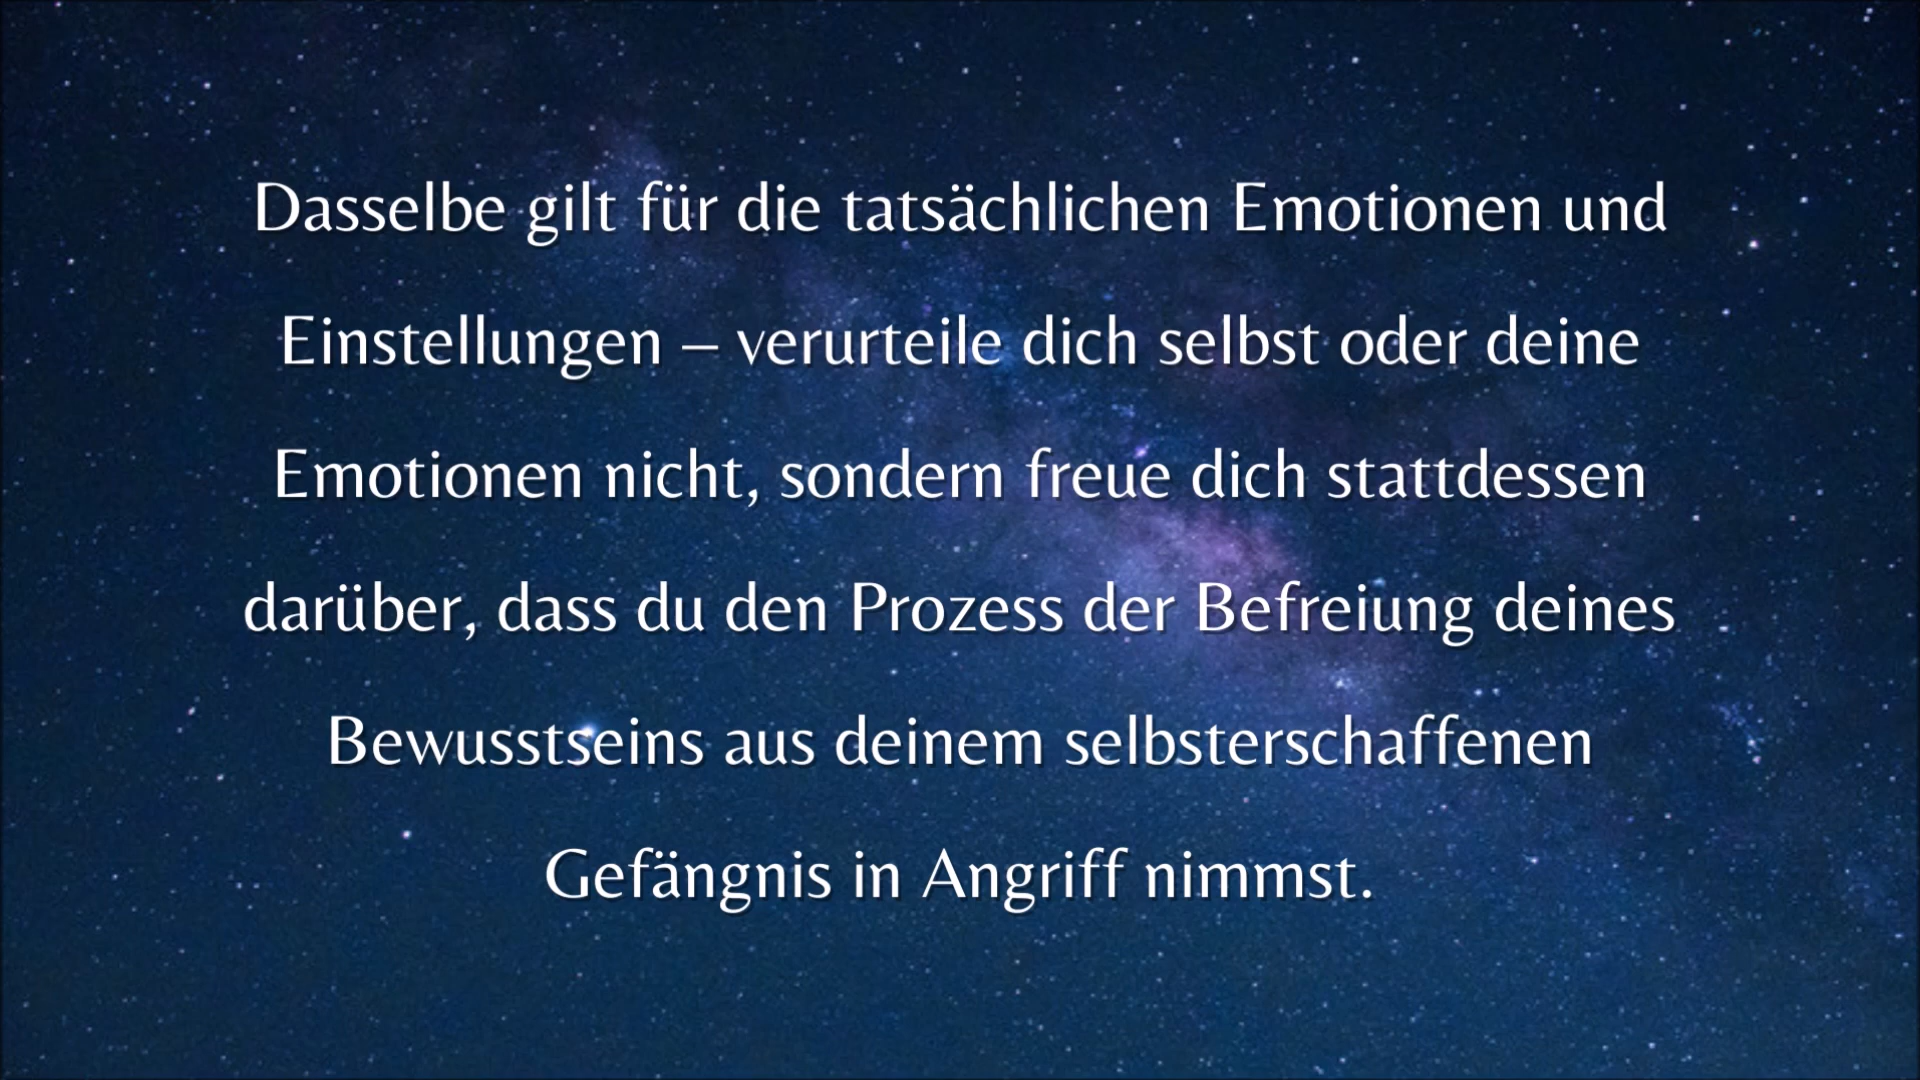 Dasselbe gilt für die tatsächlichen Emotionen und
Einstellungen – verurteile dich selbst oder deine
Emotionen nicht, sondern freue dich stattdessen
darüber, dass du den Prozess der Befreiung deines
Bewusstseins aus deinem selbsterschaffenen
Gefängnis in Angriff nimmst.